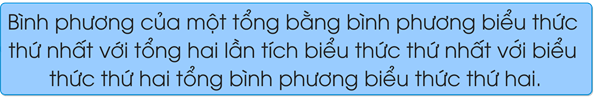 Bình phương của một tổng bằng bình phương biểu thức
thứ nhất với tổng hai lần tích biểu thức thứ nhất với biểu
thức thứ hai tổng bình phương biểu thức thứ hai.